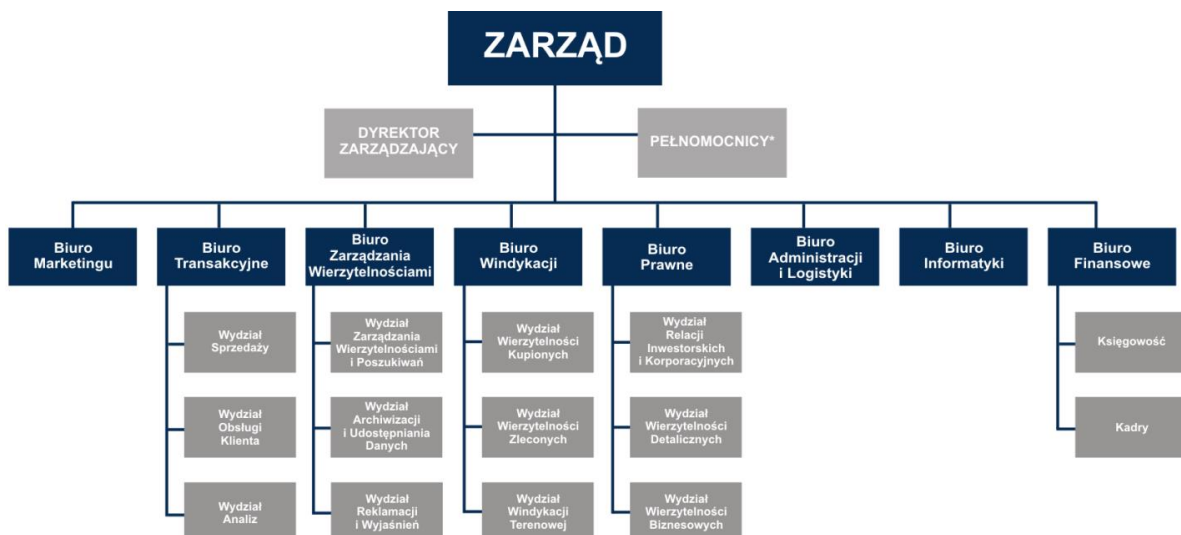 ZARZĄD
DYREKTOR
ZARZĄDZAJĄCY
PEŁNOMOCNICY*
Biuro
Marketingu
Biuro
Transakcyjne
Biuro
Zarządzania
Wierzytelnościami
Biuro
Windykacji
Biuro
Prawne
Biuro
Administracji
i Logistyki
Biuro
Informatyki
Biuro
Finansowe
Wydział
Sprzedaży
Wydział
Zarządzania
Wierzytelnościami
i Poszukiwań
Wydział
Wierzytelności
Kupionych
Wydział
Relacji
Inwestorskich
i Korporacyjnych
Księgowość
Wydział
Obsługi
Klienta
Wydział
Archiwizacji
i Udostępniania
Danych
Wydział
Wierzytelności
Zleconych
Wydział
Wierzytelności
Detalicznych
Kadry
Wydział
Analiz
Wydział
Reklamacji
i Wyjaśnień
Wydział
Windykacji
Terenowej
Wydział
Wierzytelności
Biznesowych